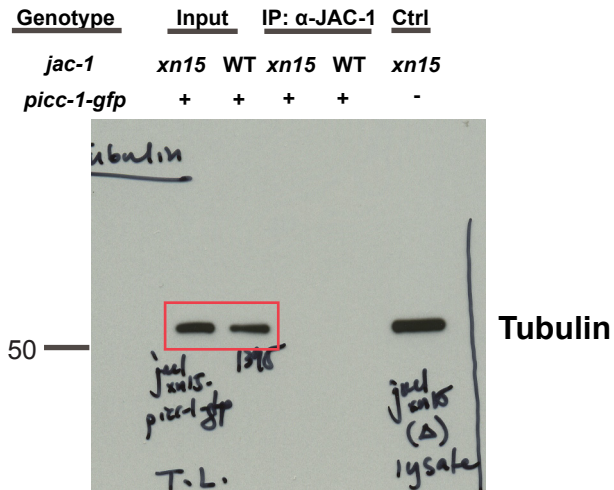 Genotype Input IP: α-JAC-1 Ctrl
jac-1 xn15 WT xn15 WT xn15
picc-1-gfp + + + + -
Tubulin
50
jac1
xn15.
picc-1-gfp
1395
jac1
xn15
(Δ)
lysate
T.L.
Tubulin